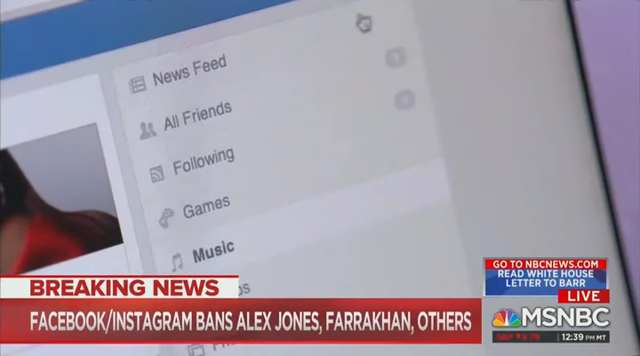 News Feed
All Friends
Following
Games
Music
GO TO NBCNEWS.COM
READ WHITE HOUSE
LETTER TO BARR
BREAKING NEWS
LIVE
FACEBOOK/INSTAGRAM BANS ALEX JONES, FARRAKHAN, OTHERS
MSNBC
12:39 PM MT